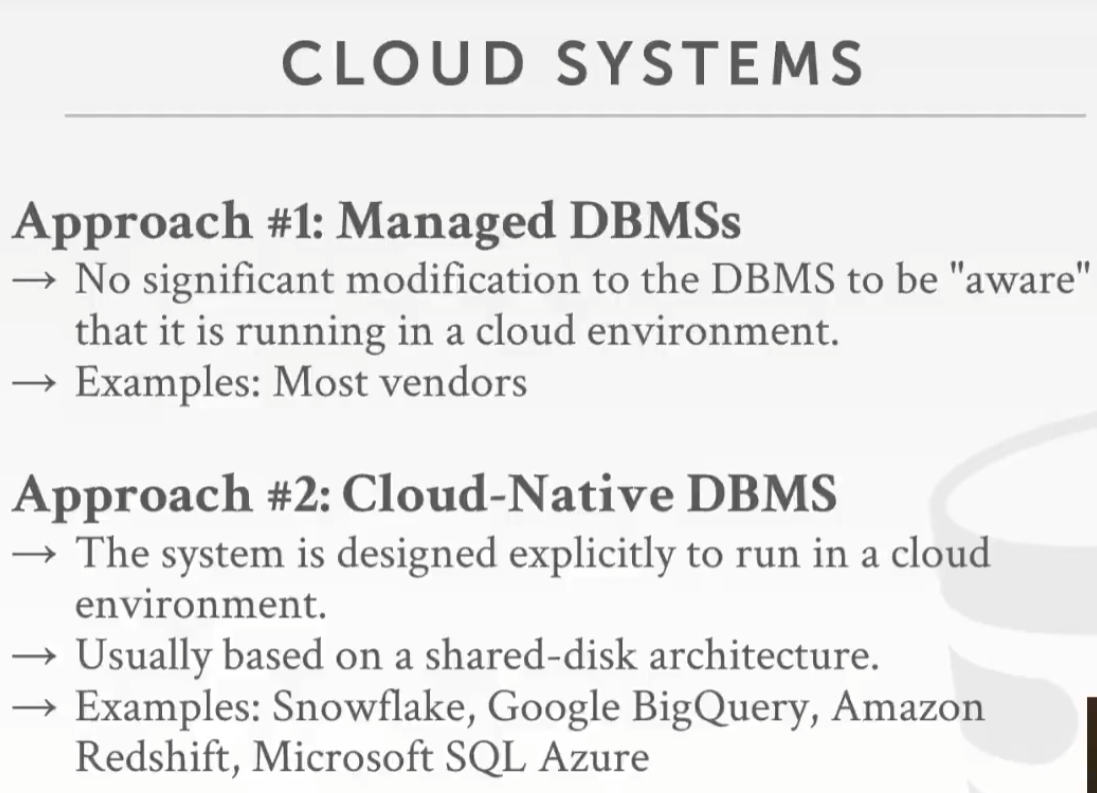 CLOUD SYSTEMS
Approach #1: Managed DBMSs
→ No significant modification to the DBMS to be "aware"
that it is running in a cloud environment.
→ Examples: Most vendors
Approach #2: Cloud-Native DBMS
→ The system is designed explicitly to run in a cloud
environment.
→ Usually based on a shared-disk architecture.
→ Examples: Snowflake, Google BigQuery, Amazon
Redshift, Microsoft SQL Azure